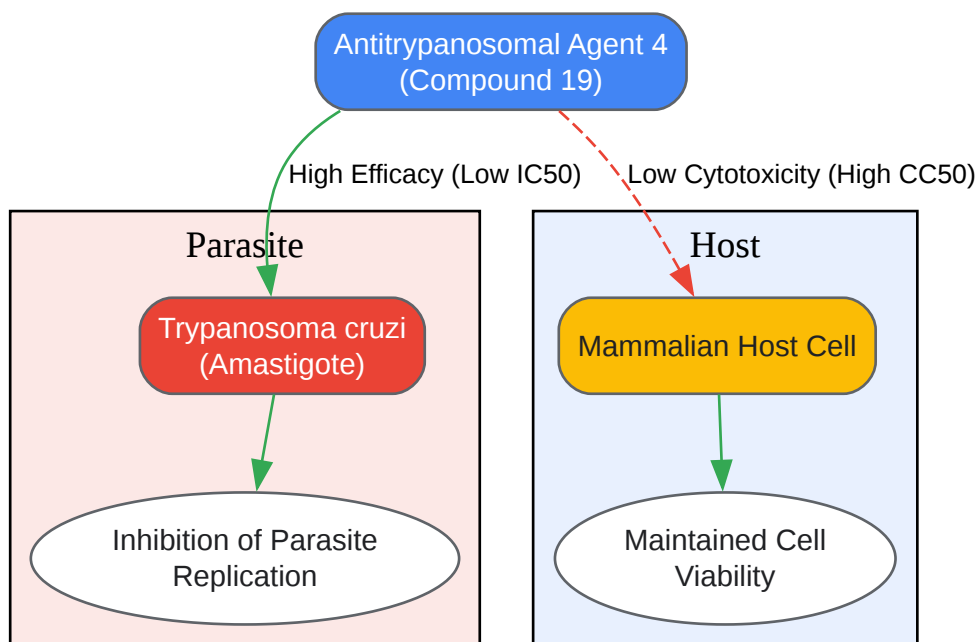 Antitrypanosomal Agent 4
(Compound 19)
High Efficacy (Low IC50)
Low Cytotoxicity (High CC50)
Parasite
Host
Trypanosoma cruzi
(Amastigote)
Mammalian Host Cell
Inhibition of Parasite
Replication
Maintained Cell
Viability